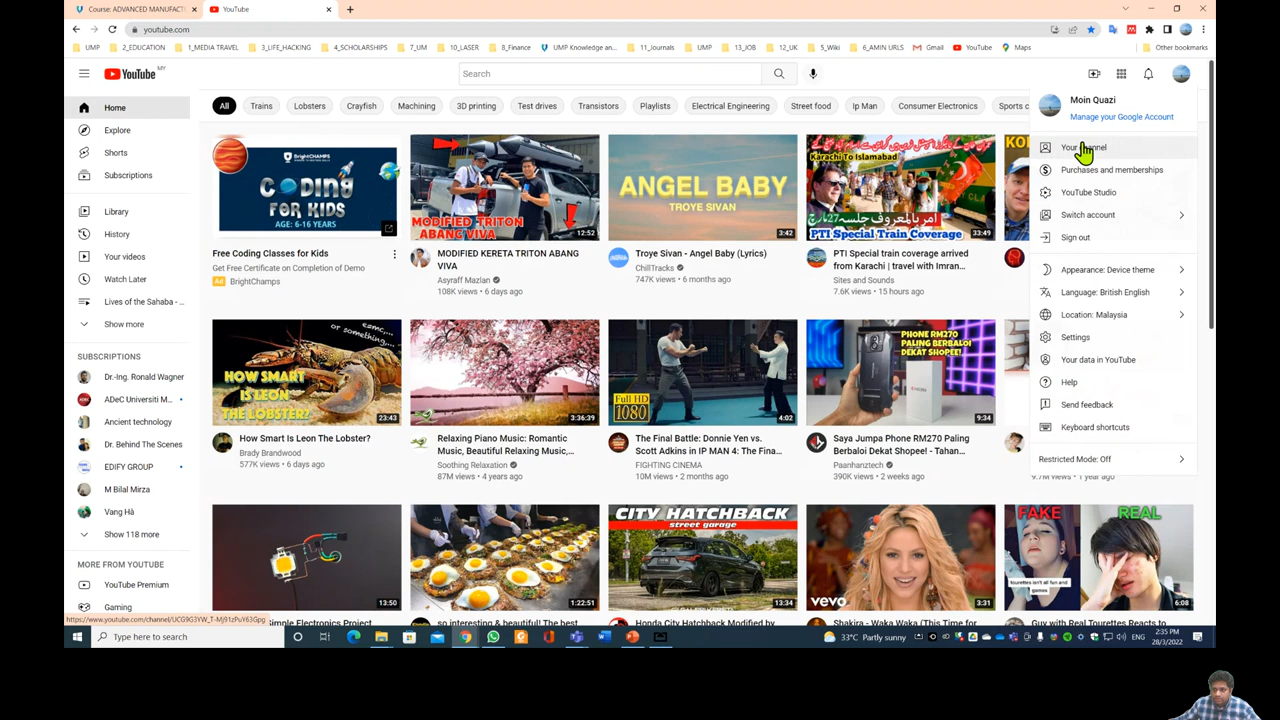 Course: ADVANCED MANUFACT
YouTube
youtube.com
UMP
2_EDUCATION
1_MEDIA TRAVEL
3_LIFE_HACKING
4_SCHOLARSHIPS
7_UM
10_LASER
8_Finance
UMP Knowledge an...
11_Journals
UMP
13_JOB
12_UK
5_Wiki
6_AMIN URLS
Gmail
YouTube
Maps
Other bookmarks
YouTube MY
Search
All
Trains
Lobsters
Crayfish
Machining
3D printing
Test drives
Transistors
Playlists
Electrical Engineering
Street food
Ip Man
Consumer Electronics
Sports c
Home
Explore
Shorts
Subscriptions
Library
History
Your videos
Watch Later
Lives of the Sahaba - ...
Show more
SUBSCRIPTIONS
Dr.-Ing. Ronald Wagner
ADeC Universiti M...
Ancient technology
Dr. Behind The Scenes
EDIFY GROUP
M Bilal Mirza
Vang Hà
Show 118 more
MORE FROM YOUTUBE
YouTube Premium
Gaming
BRIGHTCHAMPS
CODING
FOR KIDS
AGE: 6-16 YEARS
Free Coding Classes for Kids
Get Free Certificate on Completion of Demo
Ad BrightChamps
MODIFIED TRITON
ABANG VIVA
12:52
MODIFIED KERETA TRITON ABANG
VIVA
Asyraff Mazlan
108K views • 6 days ago
ANGEL BABY
TROYE SIVAN
3:42
Troye Sivan - Angel Baby (Lyrics)
ChillTracks
747K views • 6 months ago
Karachi To Islamabad
PTI Special Train Coverage
33:49
PTI Special train coverage arrived
from Karachi | travel with Imran...
Sites and Sounds
7.6K views • 15 hours ago
Moin Quazi
Manage your Google Account
Purchases and memberships
YouTube Studio
Switch account
Sign out
Appearance: Device theme
Language: British English
Location: Malaysia
Settings
Your data in YouTube
Help
Send feedback
Keyboard shortcuts
Restricted Mode: Off
or something...
HOW SMART
IS LEON
THE LOBSTER?
23:43
How Smart Is Leon The Lobster?
Brady Brandwood
577K views • 6 days ago
3:36:39
Relaxing Piano Music: Romantic
Music, Beautiful Relaxing Music,...
Soothing Relaxation
87M views • 4 years ago
Full HD
1080
4:02
The Final Battle: Donnie Yen vs.
Scott Adkins in IP MAN 4: The Fina...
FIGHTING CINEMA
10M views • 2 months ago
PHONE RM270
PALING BERBALOI
DEKAT SHOPEE!
9:34
Saya Jumpa Phone RM270 Paling
Berbaloi Dekat Shopee! - Tahan...
Paanhanztech
390K views • 2 weeks ago
9.7M views • 1 year ago
13:50
1:22:51
CITY HATCHBACK
street garage
13:34
vevo
3:31
FAKE
REAL
tourettes isn't all fun and
games
6:08
imple Electronics Project
so interesting & beautiful! The best
Honda City Hatchback Modified by
Shakira - Waka Waka (This Time for
Guy with Real Tourettes Reacts to
Type here to search
33°C Partly sunny
ENG
2:35 PM
28/3/2022